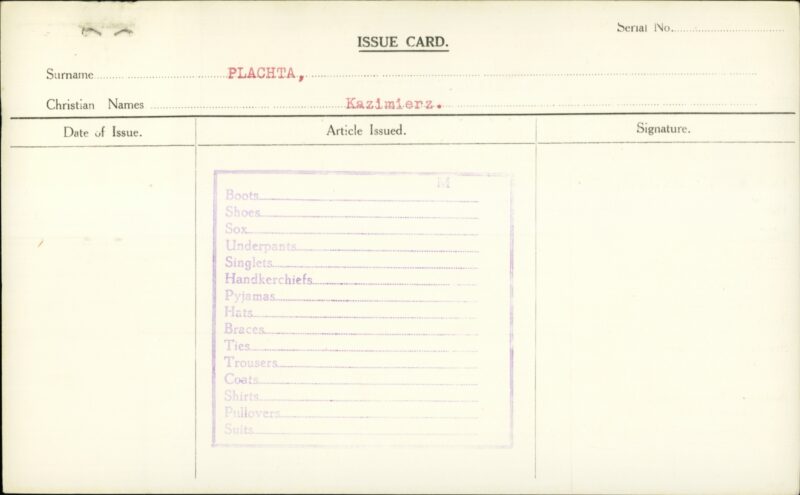 Serial No.
ISSUE CARD.
Surname PLACHTA,
Christian Names Kazimierz.
Date of Issue. Article Issued. Signature.
M
Boots
Shoes
Sox
Underpants
Singlets
Handkerchiefs
Pyjamas
Hats
Braces
Ties
Trousers
Coats
Shirts
Pullovers
Suits